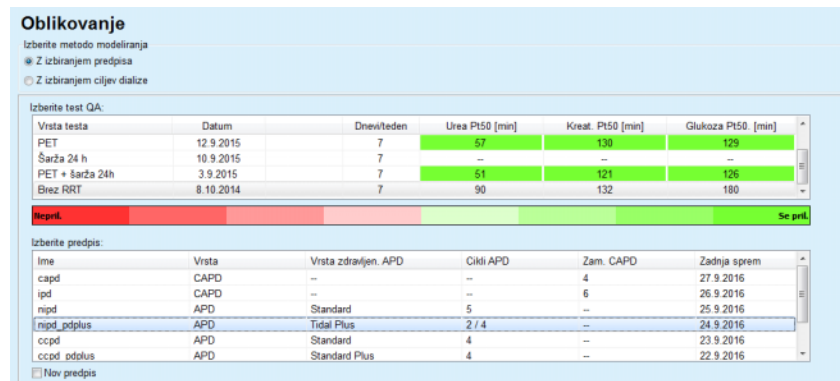 Oblikovanje
Izberite metodo modeliranja
Z izbiranjem predpisa
Z izbiranjem ciljev dialize
Izberite test QA:
Vrsta testa Datum Dnevi/teden Urea Pt50 [min] Kreat. Pt50 [min] Glukoza Pt50. [min]
PET 12.9.2015 7 57 130 129
Šarža 24 h 10.9.2015 7 -- -- --
PET + šarža 24h 3.9.2015 7 51 121 126
Brez RRT 8.10.2014 7 90 132 180
Nepril. Se pril.
Izberite predpis:
Ime Vrsta Vrsta zdravljen. APD Cikli APD Zam. CAPD Zadnja sprem
capd CAPD -- -- 4 27.9.2016
ipd CAPD -- -- 6 26.9.2016
nipd APD Standard 5 -- 25.9.2016
nipd_pdplus APD Tidal Plus 2 / 4 -- 24.9.2016
ccpd APD Standard 4 -- 23.9.2016
ccpd_pdplus APD Standard Plus 4 -- 22.9.2016
Nov predpis